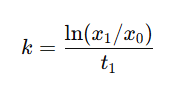 k = ln(x₁/x₀) / t₁